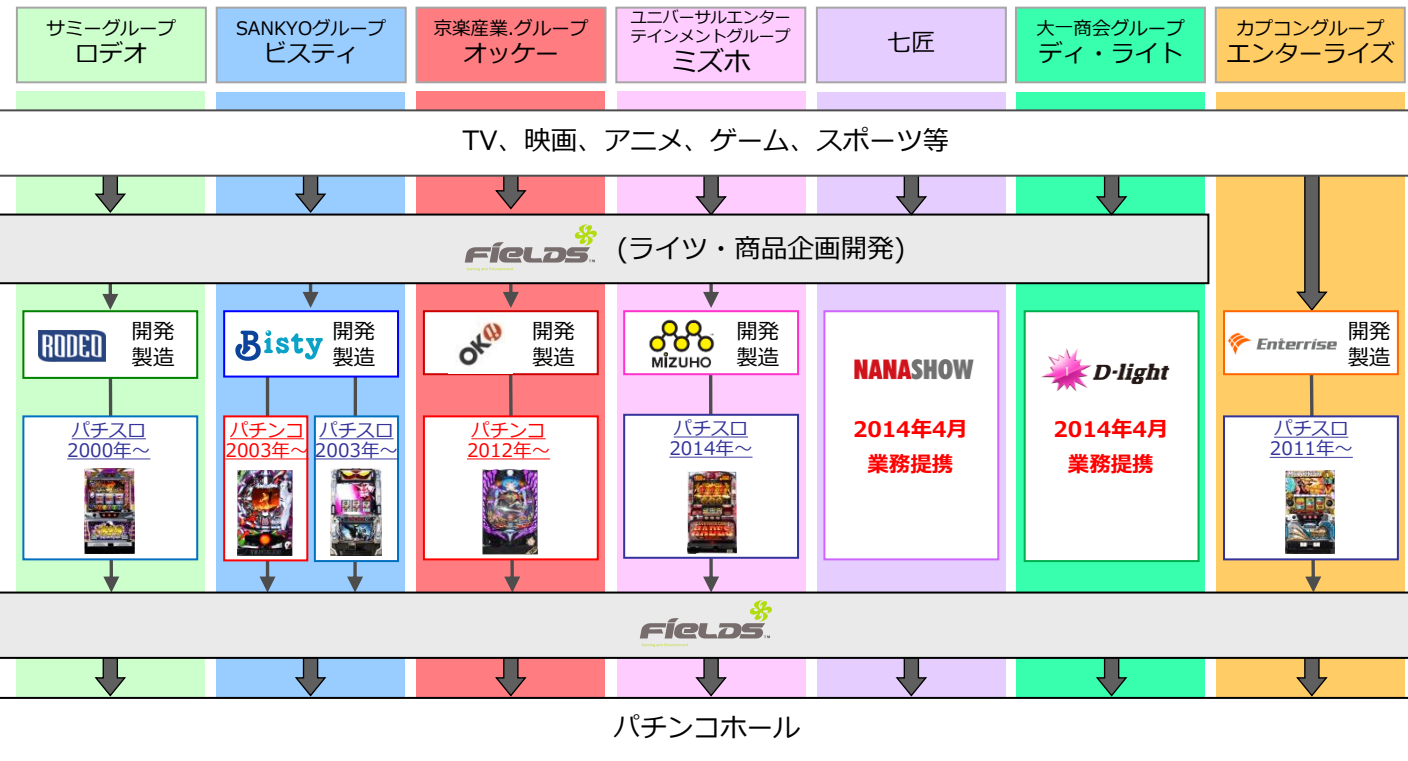 サミーグループ
ロデオ
SANKYOグループ
ビスティ
京楽産業.グループ
オッケー
ユニバーサルエンター
テインメントグループ
ミズホ
七匠
大一商会グループ
ディ・ライト
カプコングループ
エンターライズ
TV、映画、アニメ、ゲーム、スポーツ等
FIELDS (ライツ・商品企画開発)
RODEO
開発
製造
Bisty
開発
製造
OK!!
開発
製造
MIZUHO
開発
製造
NANASHOW
D-light
Enterrise
開発
製造
パチスロ
2000年～
パチンコ
2003年～
パチスロ
2003年～
パチンコ
2012年～
パチスロ
2014年～
2014年4月
業務提携
2014年4月
業務提携
パチスロ
2011年～
FIELDS
パチンコホール